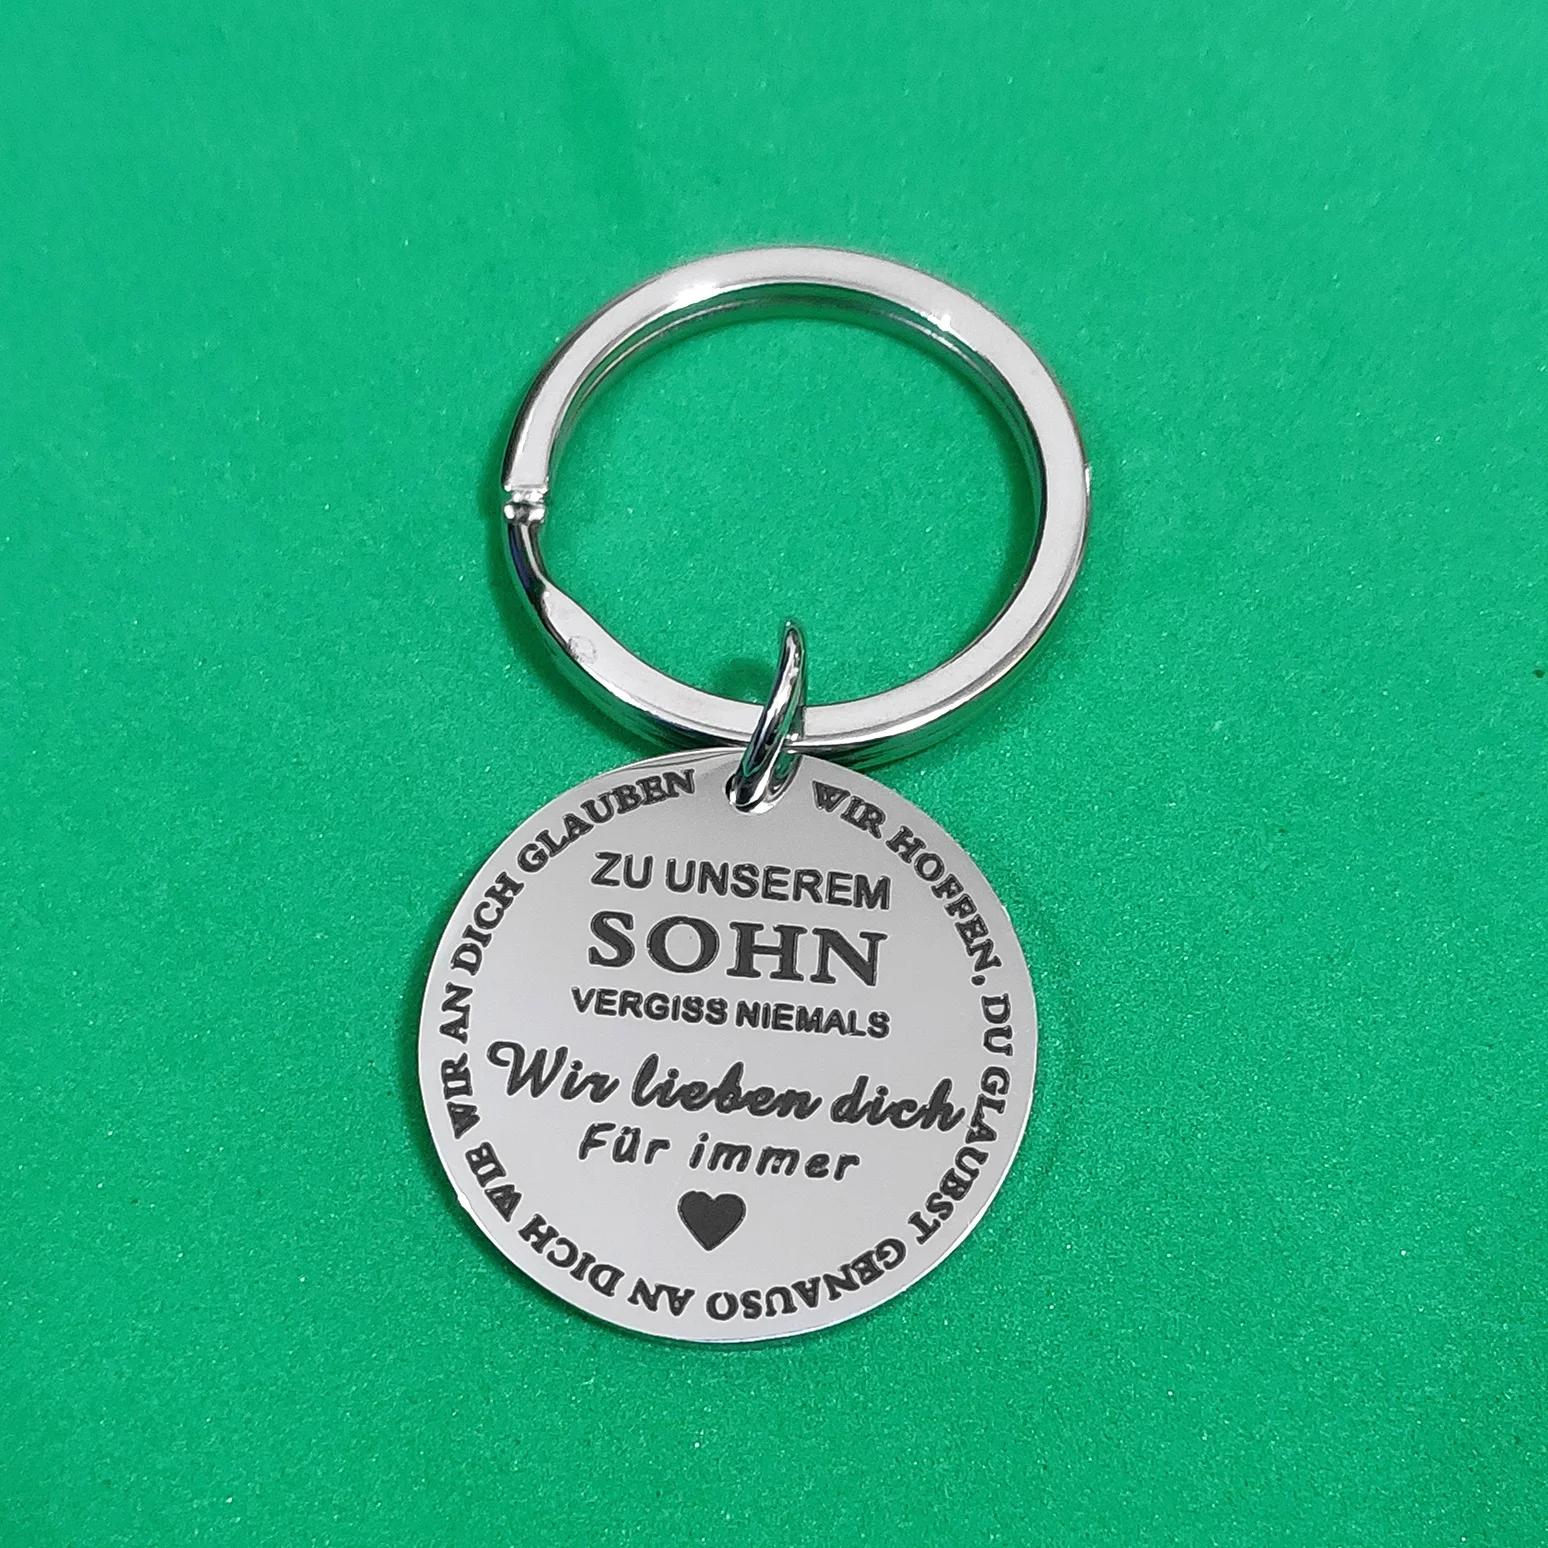 ZU UNSEREM
SOHN
VERGISS NIEMALS
Wir lieben dich
Für immer
WIR HOFFEN, DU GLAUBST GENAUSO AN DICH WIE WIR AN DICH GLAUBEN